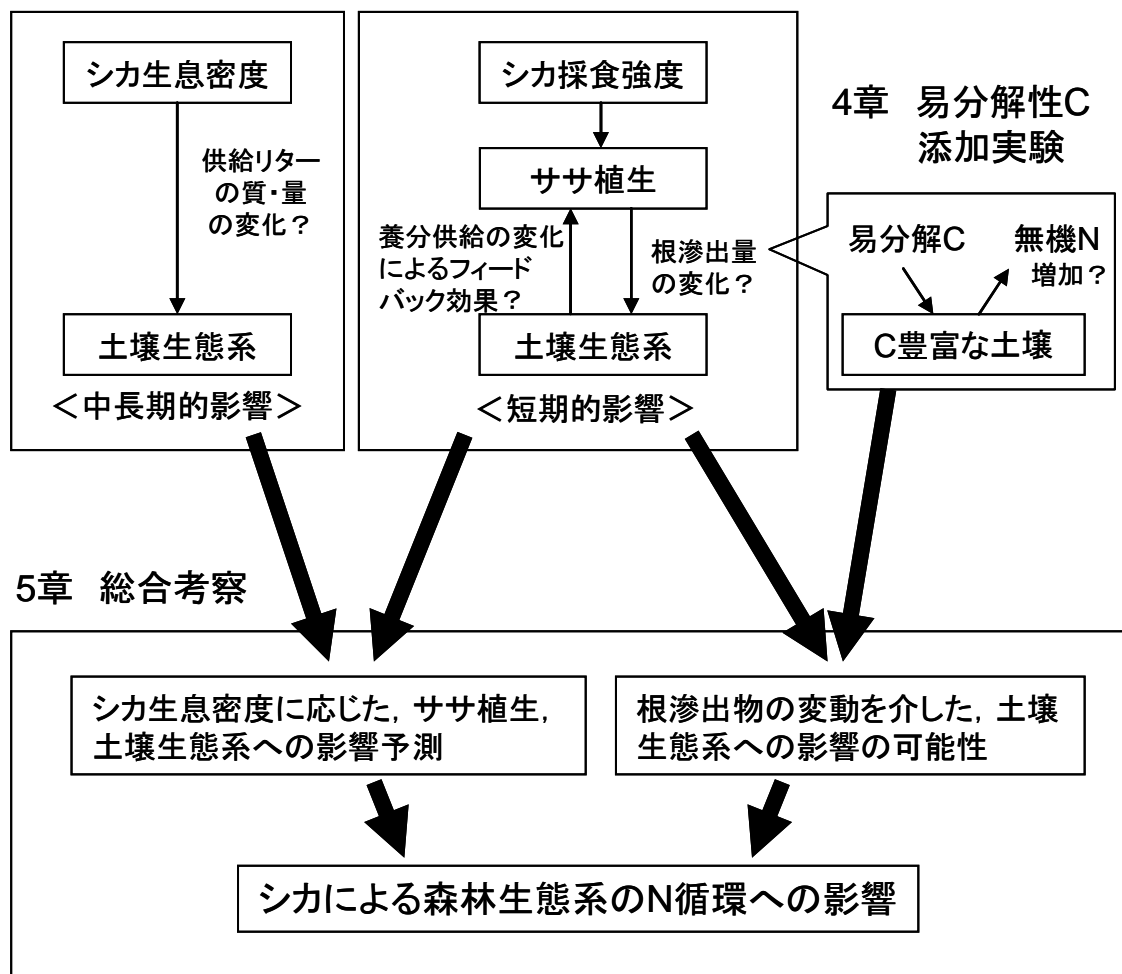 シカ生息密度
供給リター
の質・量
の変化？
土壌生態系
＜中長期的影響＞
シカ採食強度
ササ植生
養分供給の変化
によるフィード
バック効果？
根滲出量
の変化？
土壌生態系
＜短期的影響＞
4章　易分解性C
添加実験
易分解C
無機N
増加？
C豊富な土壌
5章　総合考察
シカ生息密度に応じた，ササ植生，
土壌生態系への影響予測
根滲出物の変動を介した，土壌
生態系への影響の可能性
シカによる森林生態系のN循環への影響